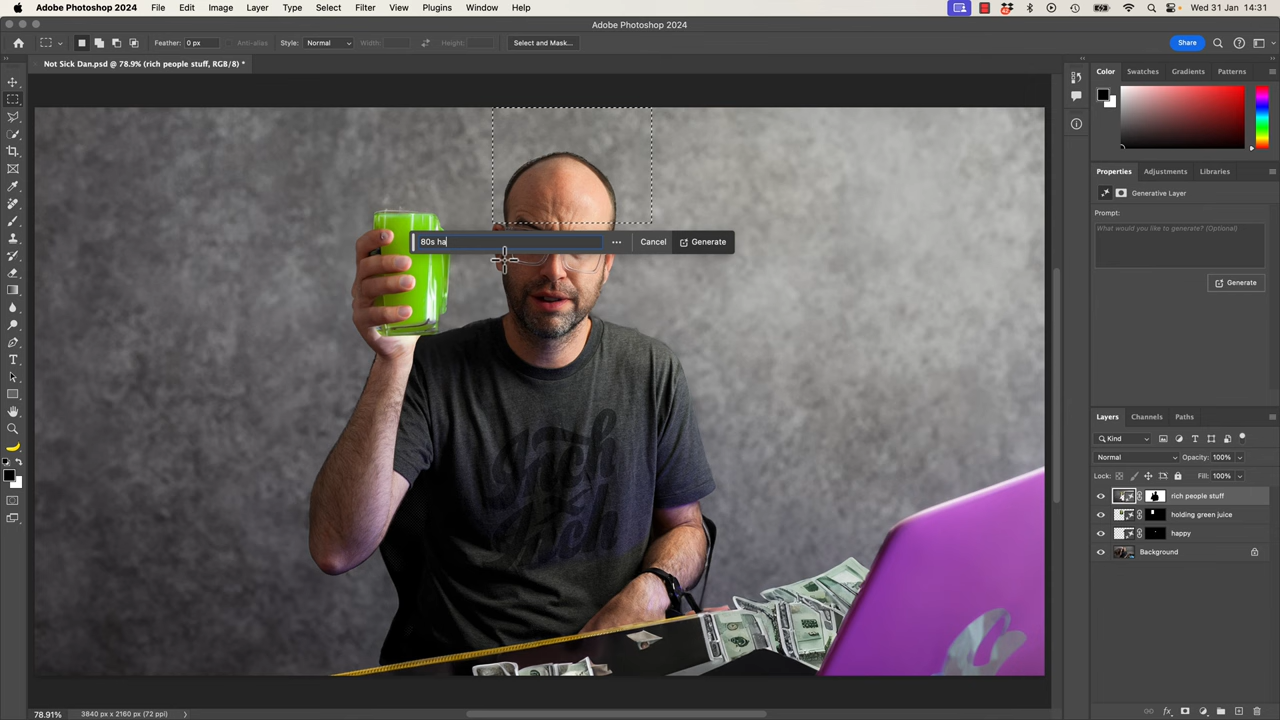 Adobe Photoshop 2024 File Edit Image Layer Type Select Filter View Plugins Window Help Wed 31 Jan 14:31
Adobe Photoshop 2024
Feather: 0 px Anti-alias Style: Normal Width: Height: Select and Mask... Share
Not Sick Dan.psd @ 78.9% (rich people stuff, RGB/8) *
Color Swatches Gradients Patterns
Properties Adjustments Libraries
Generative Layer
Prompt:
What would you like to generate? (Optional)
Generate
80s ha
Cancel Generate
Layers Channels Paths
Kind
Normal Opacity: 100%
Lock: Fill: 100%
rich people stuff
holding green juice
happy
Background
78.91% 3840 px x 2160 px (72 ppi)